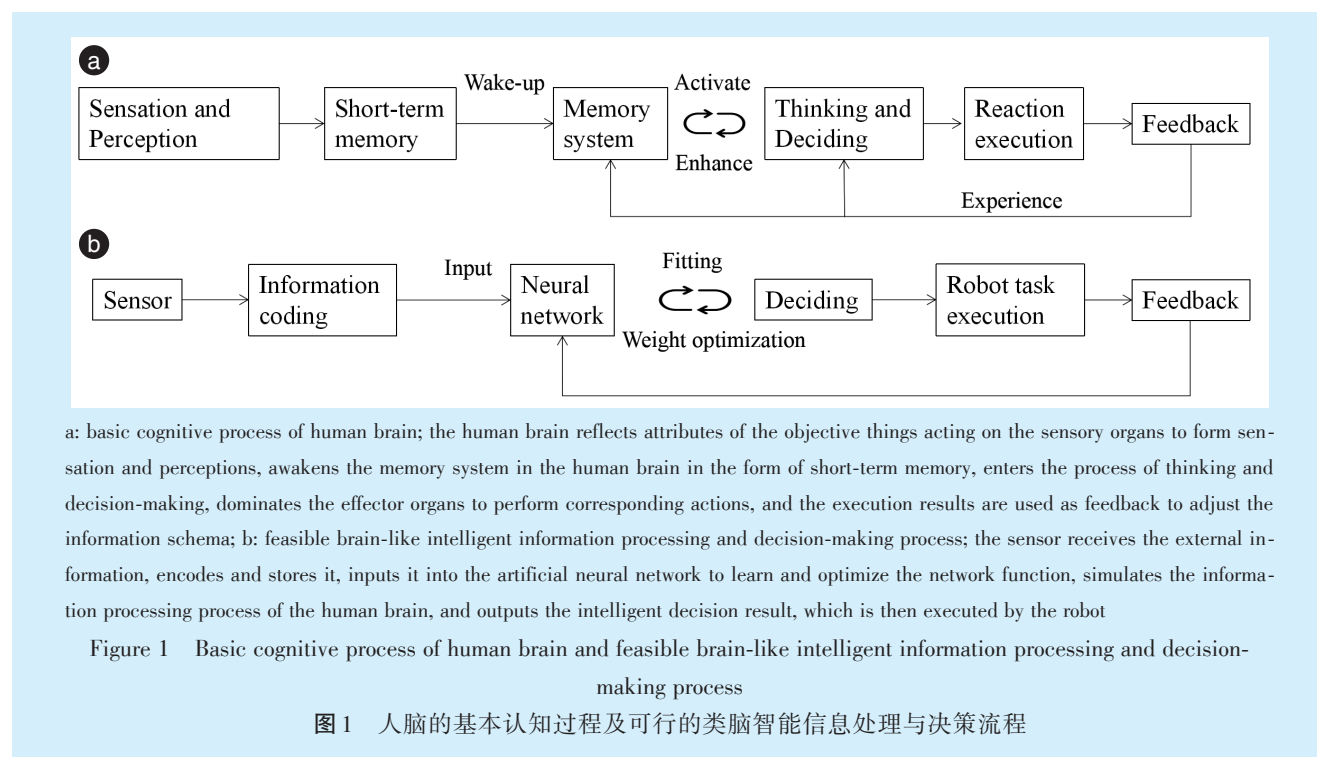 a
Wake-up
Activate
Sensation and
Perception
Short-term
memory
Memory
system
Thinking and
Deciding
Reaction
execution
Feedback
Enhance
Experience
b
Input
Fitting
Sensor
Information
coding
Neural
network
Deciding
Robot task
execution
Feedback
Weight optimization
a: basic cognitive process of human brain; the human brain reflects attributes of the objective things acting on the sensory organs to form sen-
sation and perceptions, awakens the memory system in the human brain in the form of short-term memory, enters the process of thinking and
decision-making, dominates the effector organs to perform corresponding actions, and the execution results are used as feedback to adjust the
information schema; b: feasible brain-like intelligent information processing and decision-making process; the sensor receives the external in-
formation, encodes and stores it, inputs it into the artificial neural network to learn and optimize the network function, simulates the informa-
tion processing process of the human brain, and outputs the intelligent decision result, which is then executed by the robot
Figure 1 Basic cognitive process of human brain and feasible brain-like intelligent information processing and decision-
making process
图1 人脑的基本认知过程及可行的类脑智能信息处理与决策流程